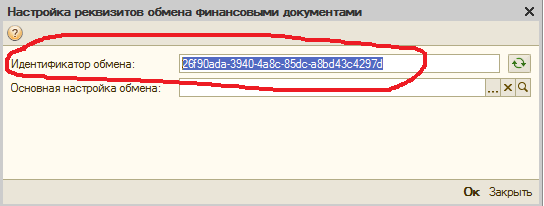 Настройка реквизитов обмена финансовыми документами
Идентификатор обмена: 26f90ada-3940-4a8c-85dc-a8bd43c4297d
Основная настройка обмена:
Ок Закрыть